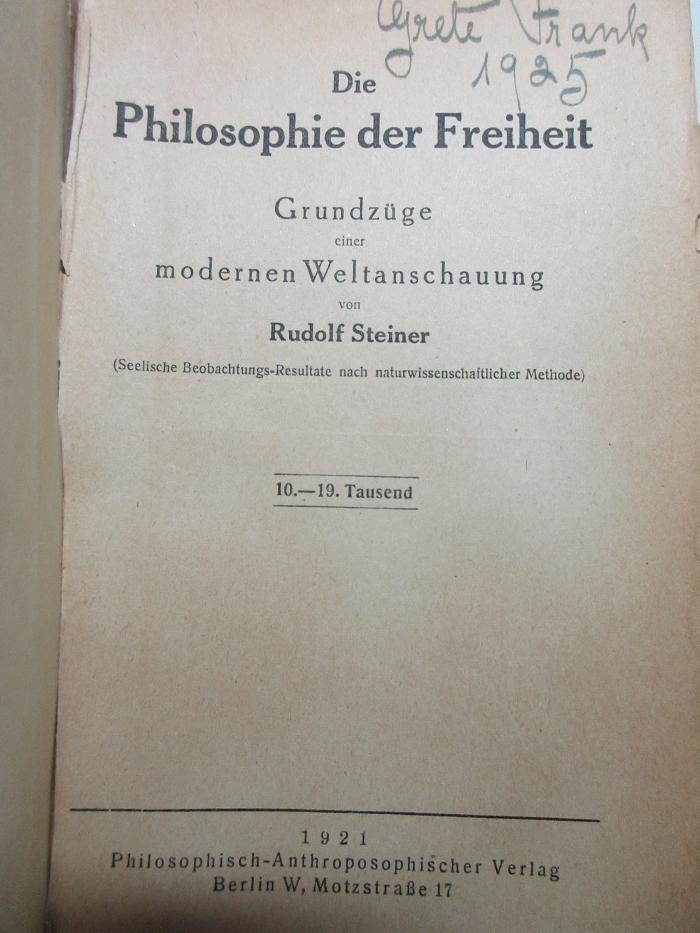 Grete Frank
1925
Die
Philosophie der Freiheit
Grundzüge
einer
modernen Weltanschauung
von
Rudolf Steiner
(Seelische Beobachtungs-Resultate nach naturwissenschaftlicher Methode)
10.—19. Tausend
1921
Philosophisch-Anthroposophischer Verlag
Berlin W, Motzstraße 17